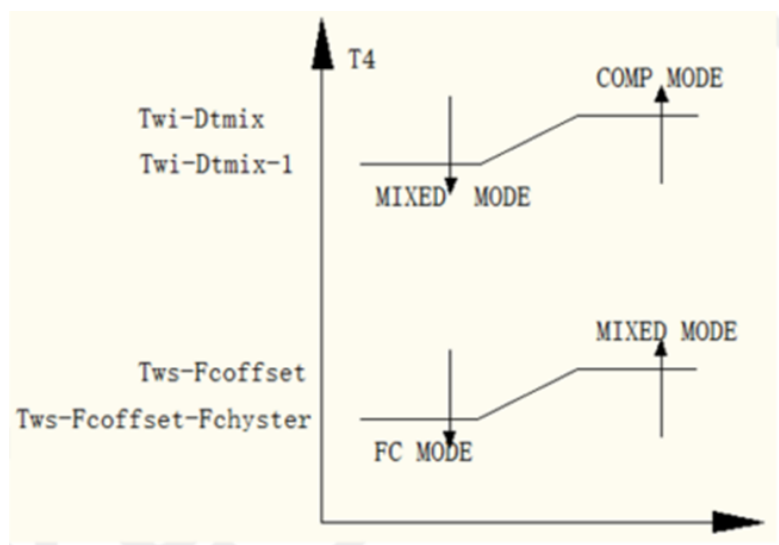 T4
COMP MODE
Twi-Dtmix
Twi-Dtmix-1
MIXED MODE
MIXED MODE
Tws-Fcoffset
Tws-Fcoffset-Fchyster
FC MODE